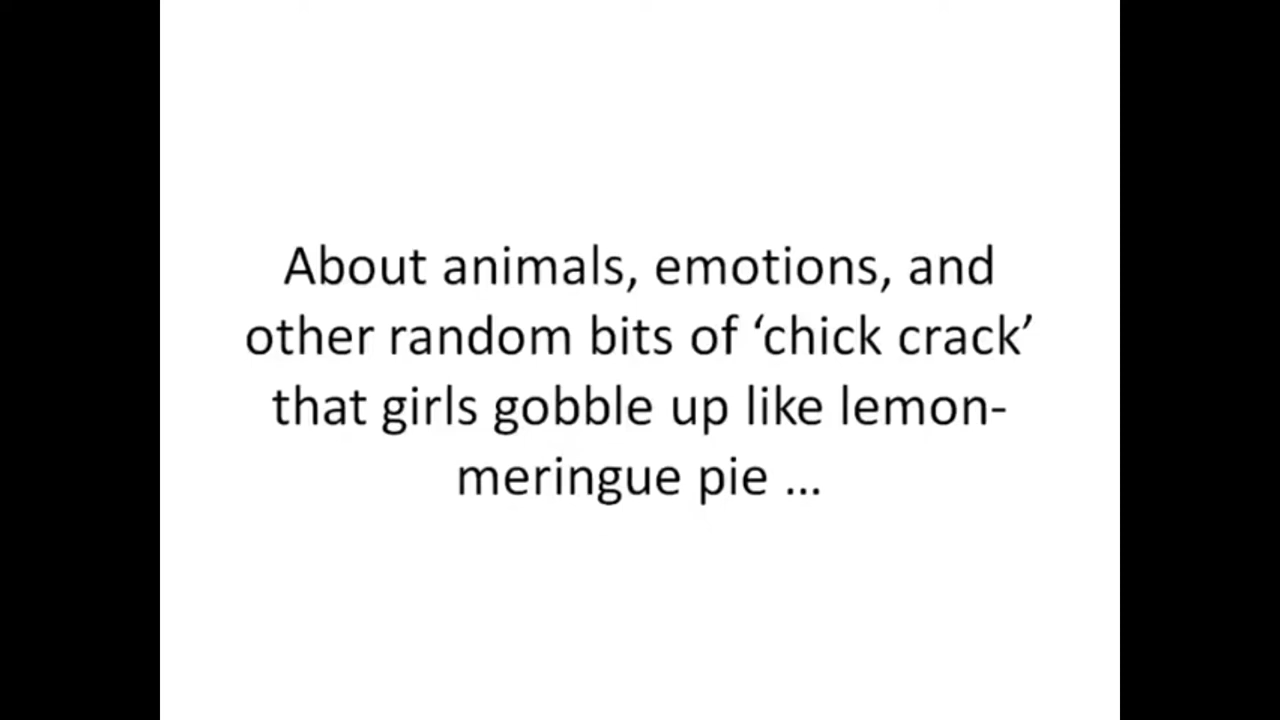 About animals, emotions, and
other random bits of ‘chick crack’
that girls gobble up like lemon-
meringue pie ...